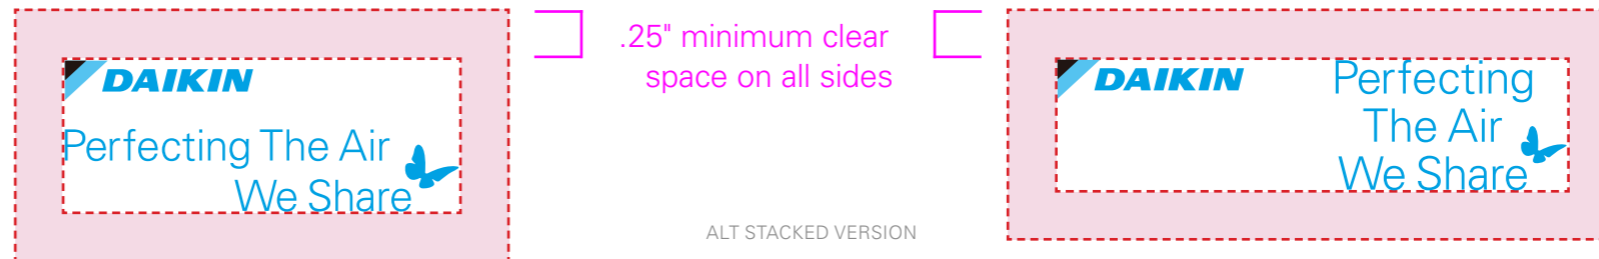 DAIKIN
Perfecting The Air
We Share
.25" minimum clear
space on all sides
ALT STACKED VERSION
DAIKIN
Perfecting
The Air
We Share